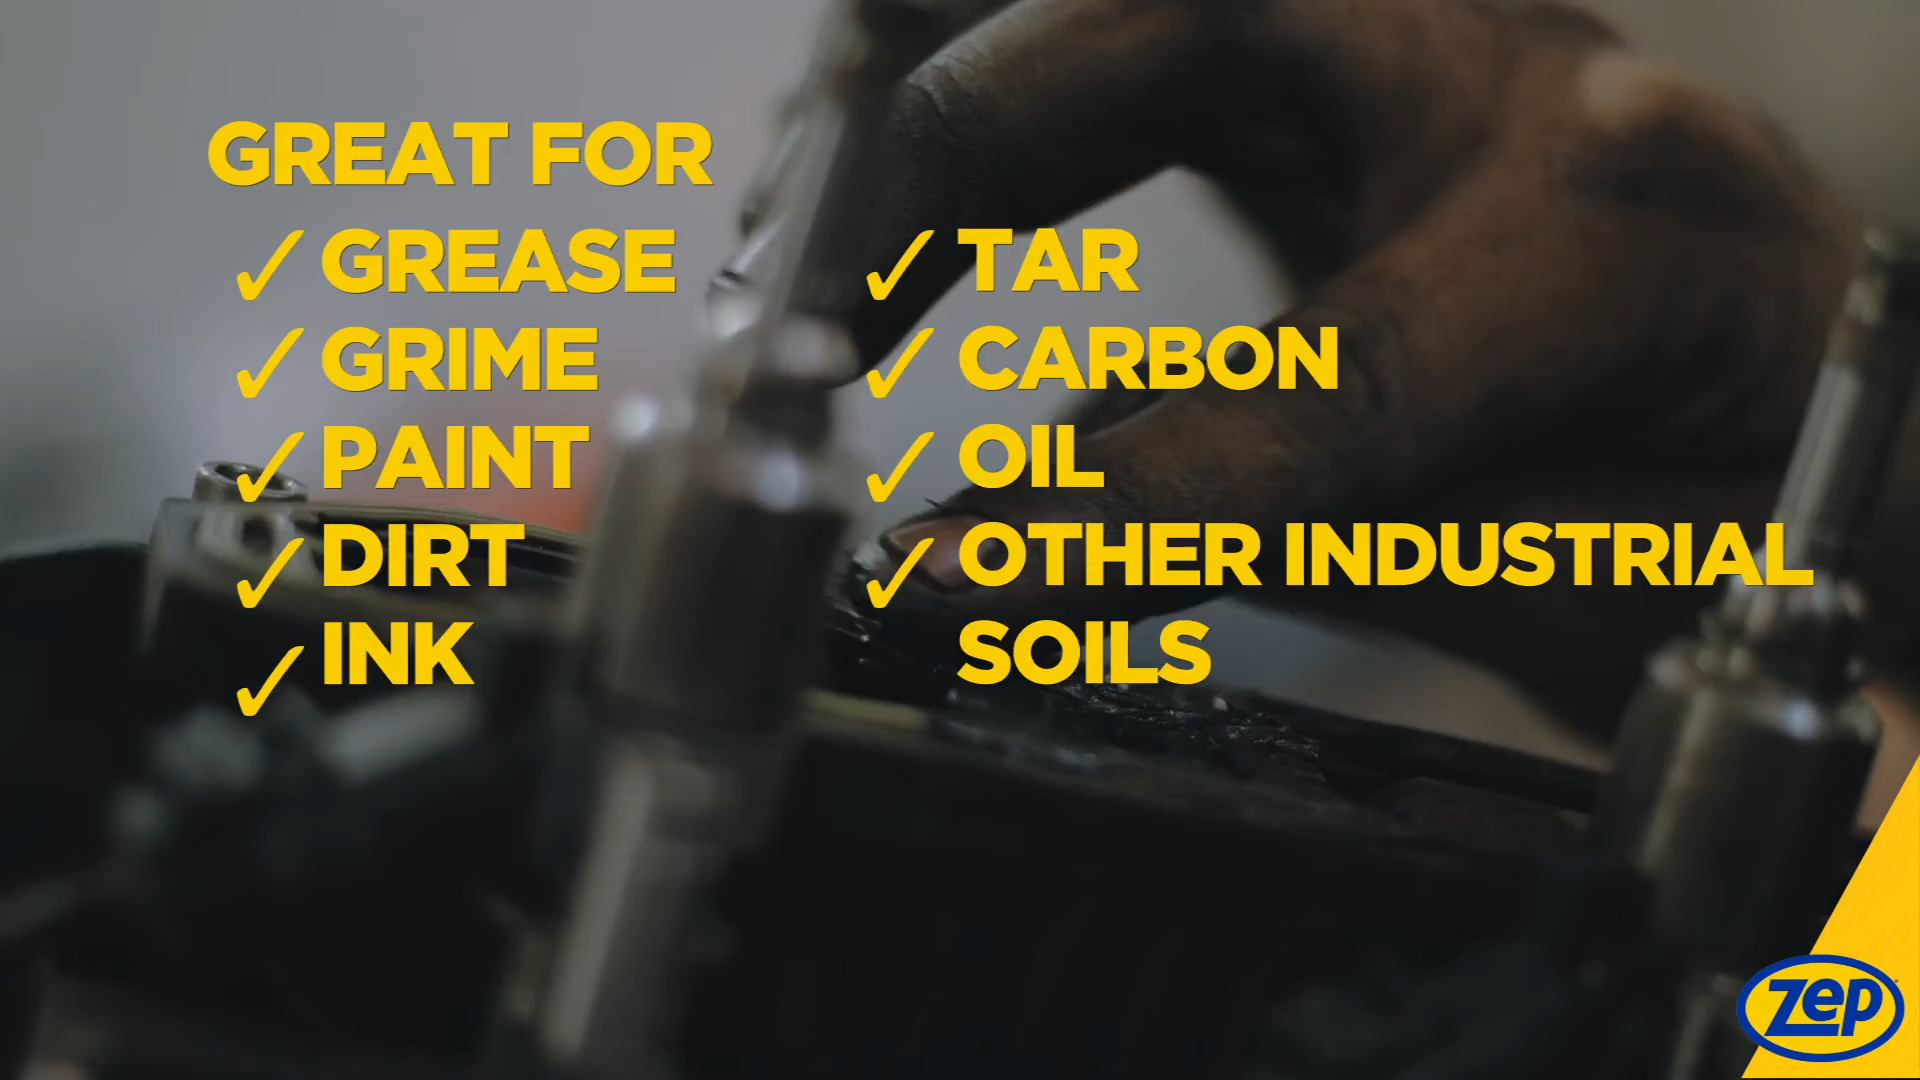 GREAT FOR
✓ GREASE
✓ GRIME
✓ PAINT
✓ DIRT
✓ INK
✓ TAR
✓ CARBON
✓ OIL
✓ OTHER INDUSTRIAL
SOILS
zep